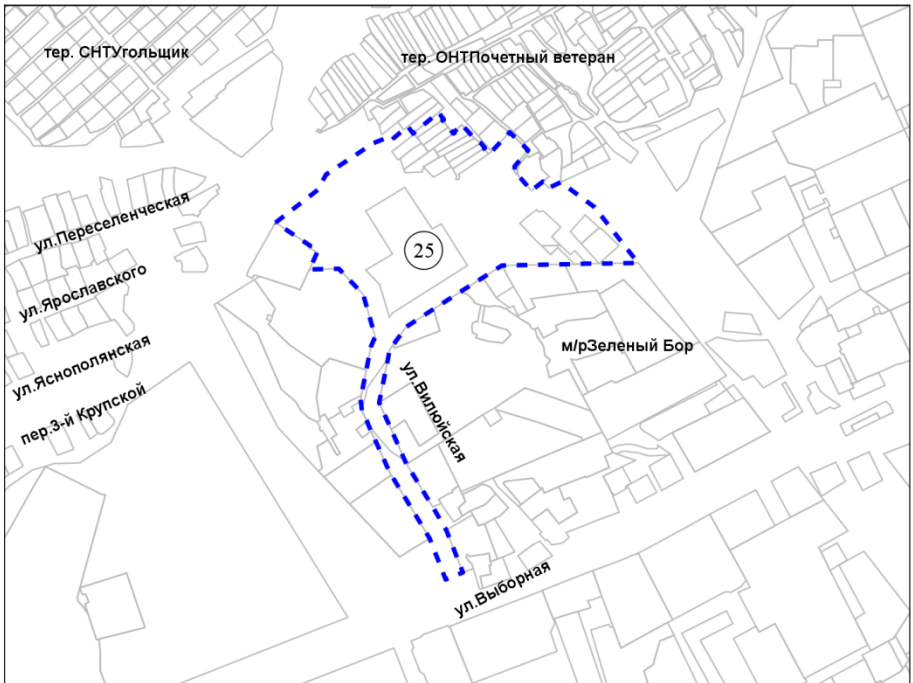 тер. СНТУгольщик
тер. ОНТПочетный ветеран
ул.Переселенческая
25
ул.Ярославского
ул.Яснополянская
м/рЗеленый Бор
пер.3-й Крупской
ул.Вилюйская
ул.Выборная